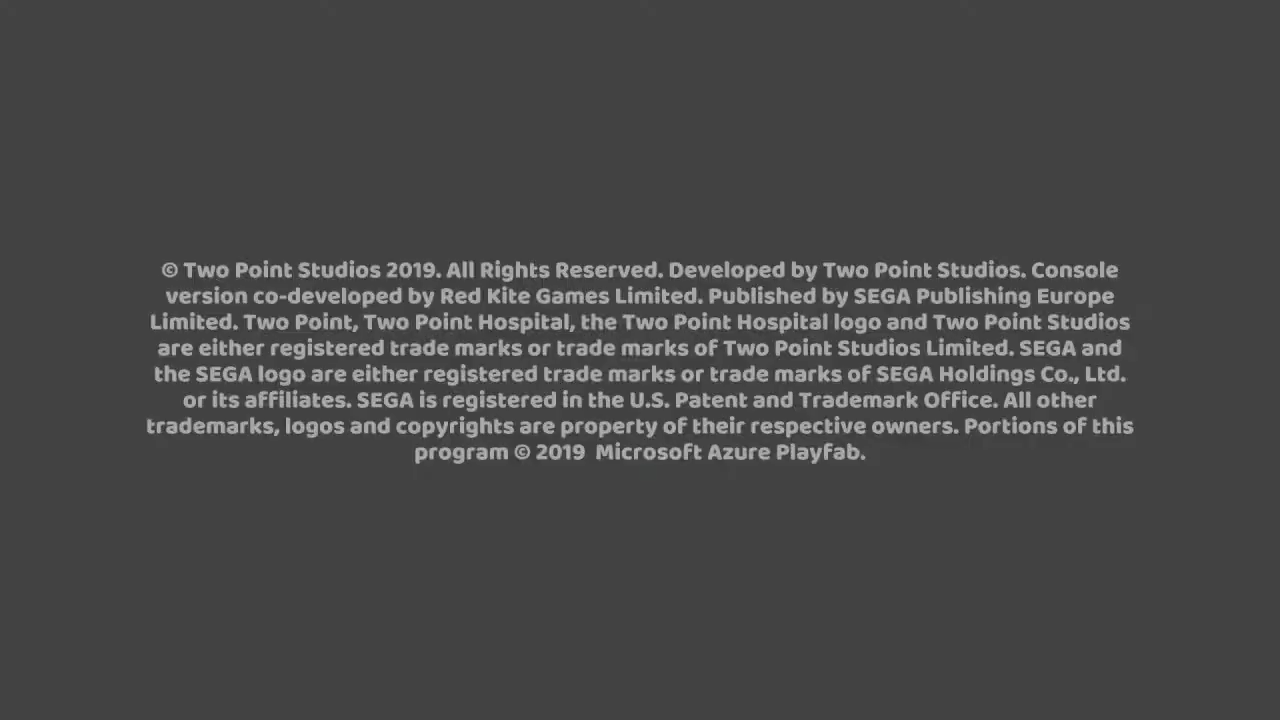 © Two Point Studios 2019. All Rights Reserved. Developed by Two Point Studios. Console
version co-developed by Red Kite Games Limited. Published by SEGA Publishing Europe
Limited. Two Point, Two Point Hospital, the Two Point Hospital logo and Two Point Studios
are either registered trade marks or trade marks of Two Point Studios Limited. SEGA and
the SEGA logo are either registered trade marks or trade marks of SEGA Holdings Co., Ltd.
or its affiliates. SEGA is registered in the U.S. Patent and Trademark Office. All other
trademarks, logos and copyrights are property of their respective owners. Portions of this
program © 2019  Microsoft Azure Playfab.